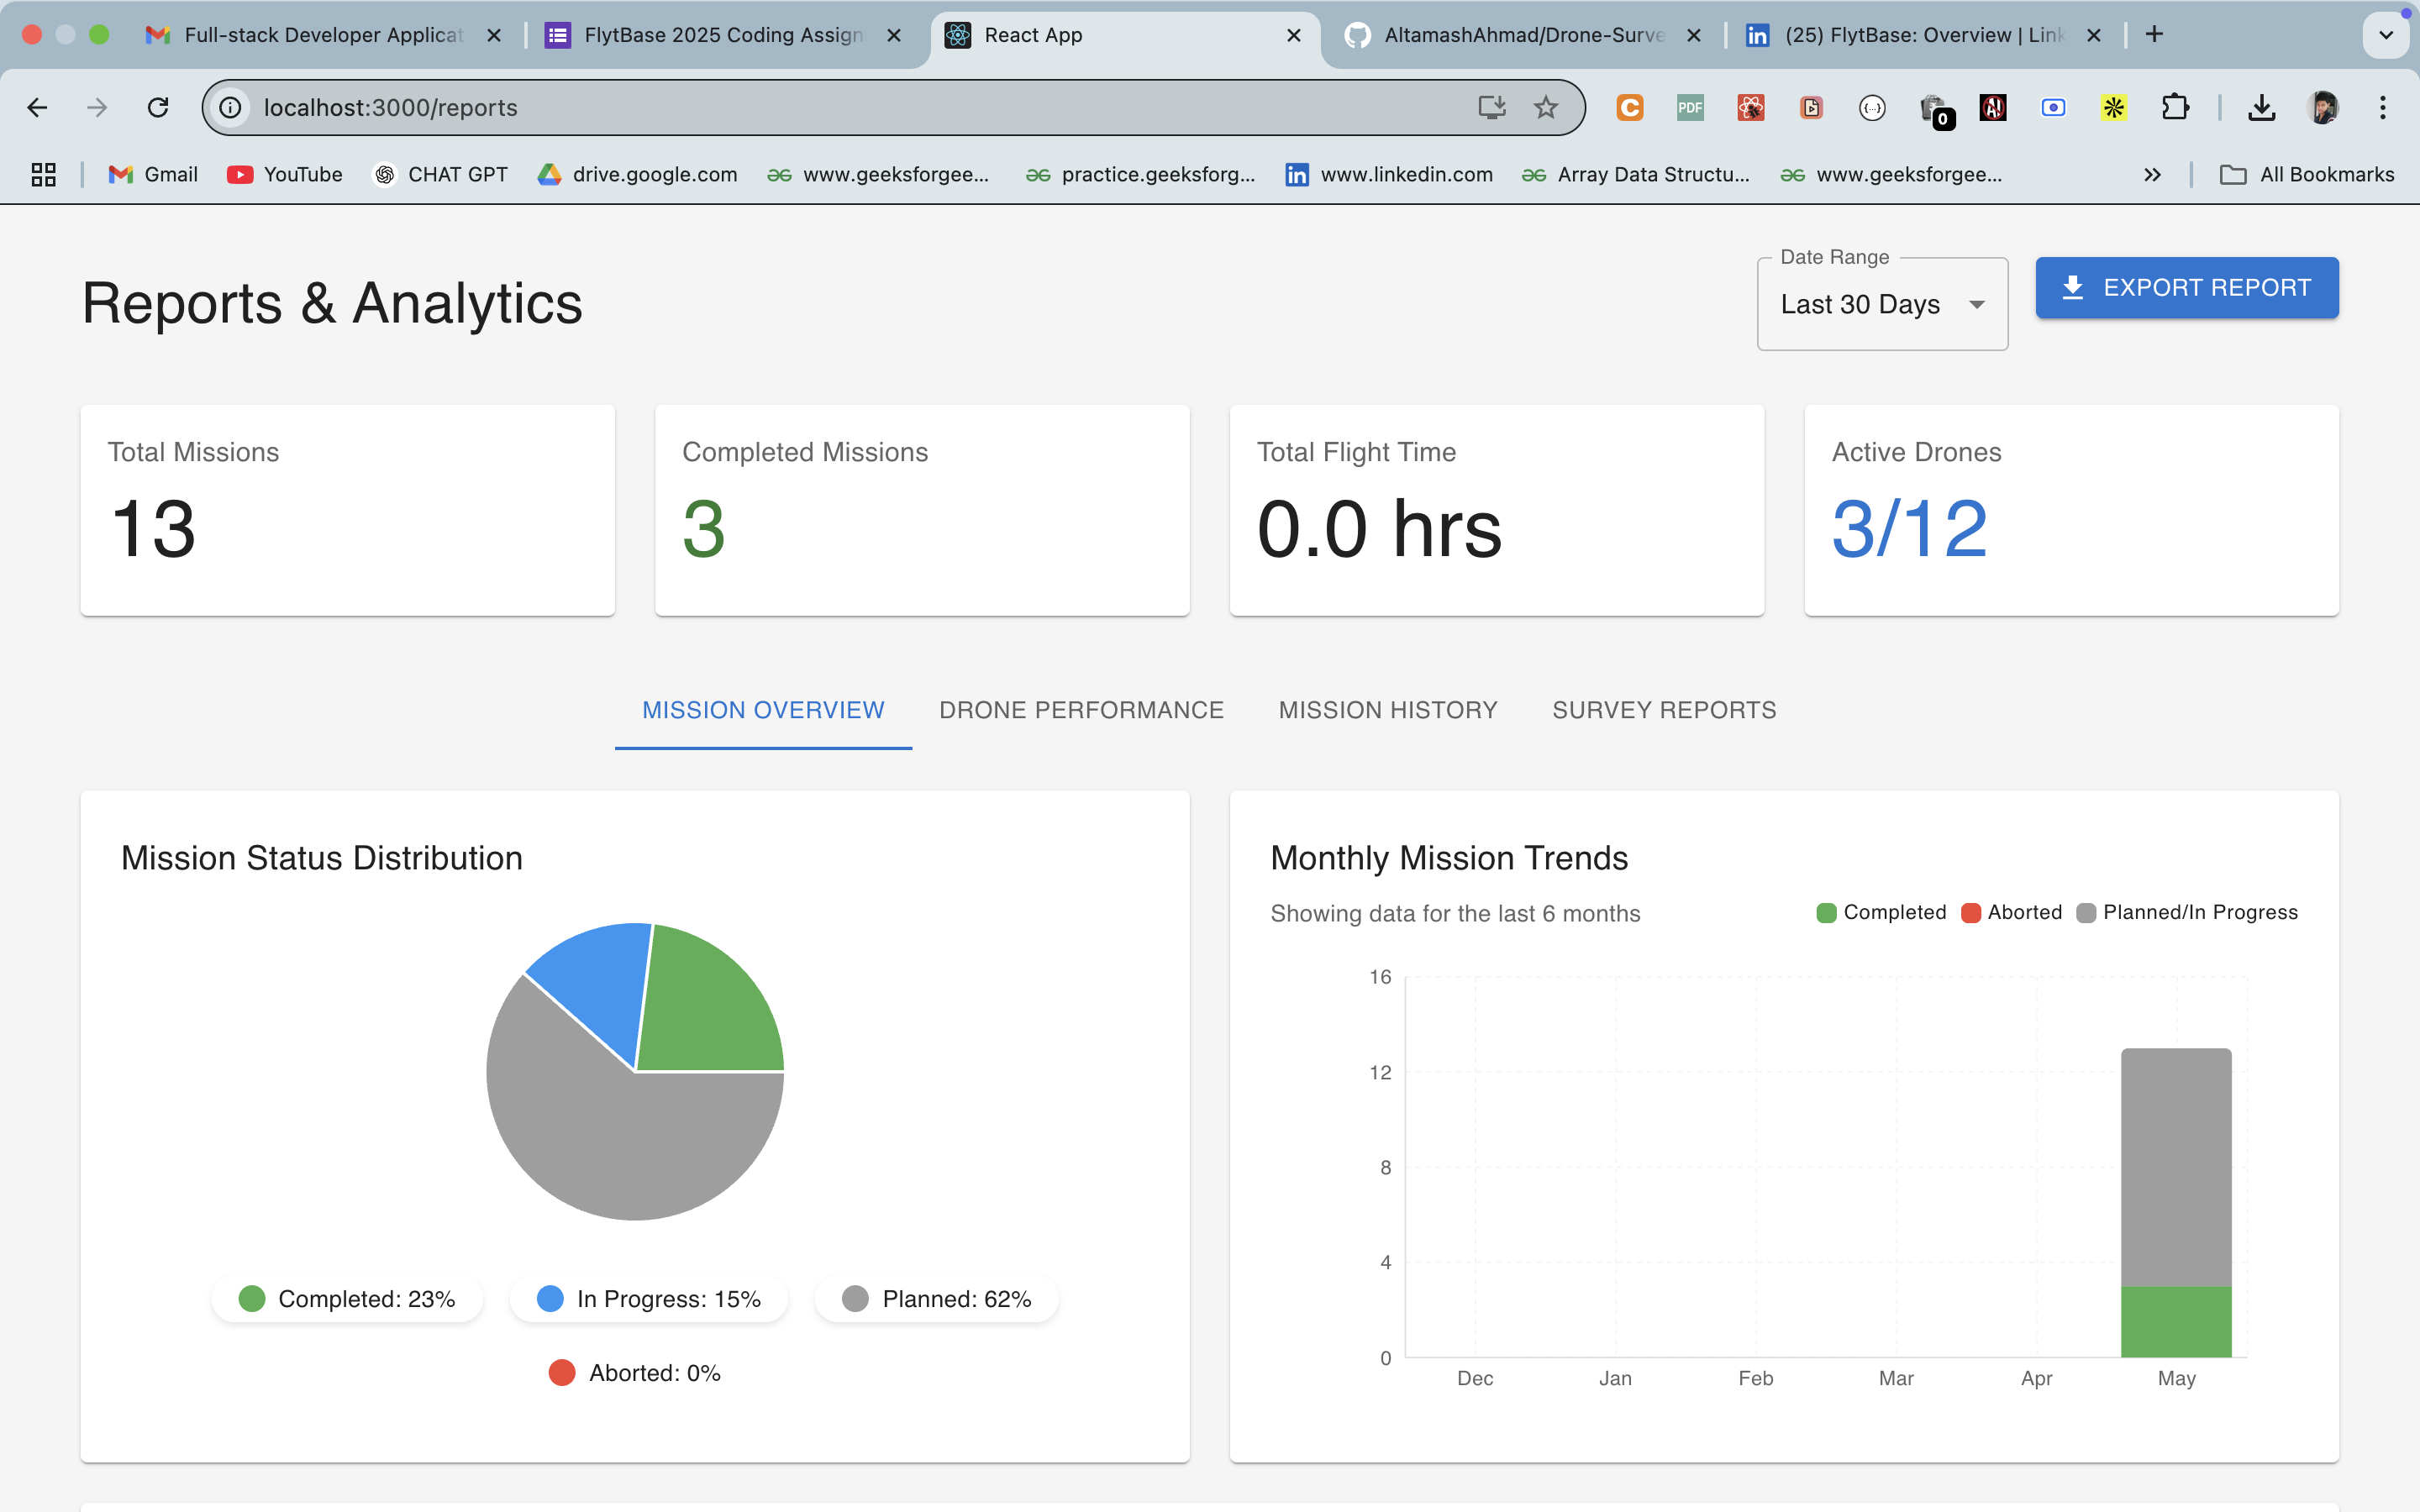 Full-stack Developer Applicat
FlytBase 2025 Coding Assign
React App
AltamashAhmad/Drone-Surve
(25) FlytBase: Overview | Link
localhost:3000/reports
PDF
0
Gmail
YouTube
CHAT GPT
drive.google.com
www.geeksforgee...
practice.geeksforg...
www.linkedin.com
Array Data Structu...
www.geeksforgee...
All Bookmarks
Reports & Analytics
Date Range
Last 30 Days
EXPORT REPORT
Total Missions
13
Completed Missions
3
Total Flight Time
0.0 hrs
Active Drones
3/12
MISSION OVERVIEW
DRONE PERFORMANCE
MISSION HISTORY
SURVEY REPORTS
Mission Status Distribution
Completed: 23%
In Progress: 15%
Planned: 62%
Aborted: 0%
Monthly Mission Trends
Showing data for the last 6 months
Completed
Aborted
Planned/In Progress
16
12
8
4
0
Dec
Jan
Feb
Mar
Apr
May